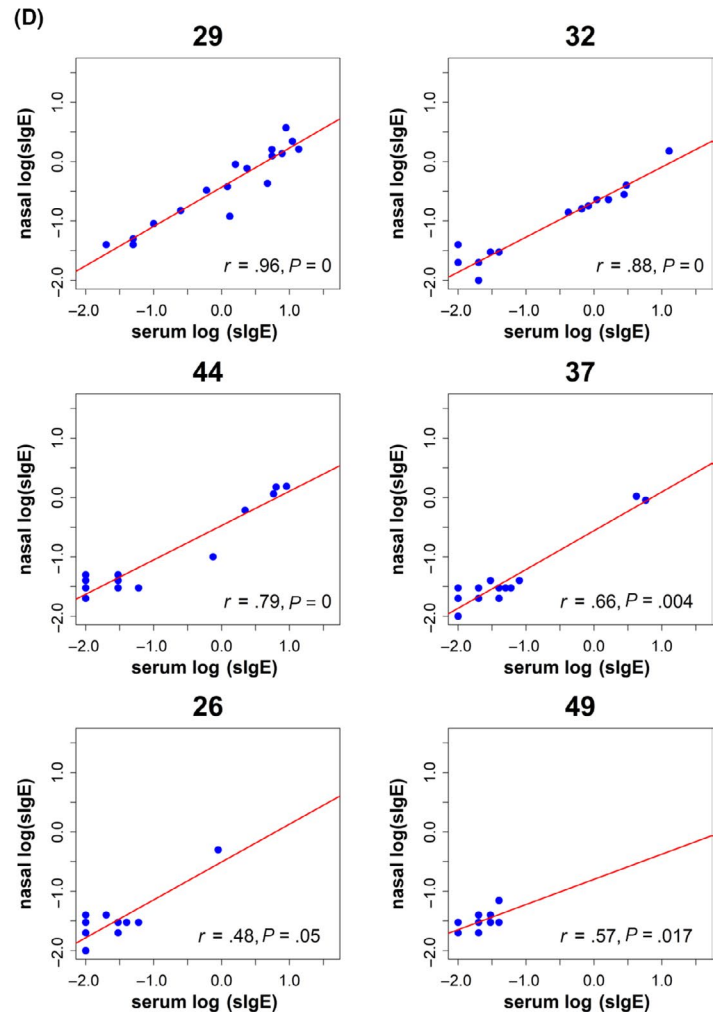 (D)
29
32
nasal log(sIgE)
1.0
0.0
−1.0
−2.0
r = .96, P = 0
−2.0 −1.0 0.0 1.0
serum log (sIgE)
nasal log(sIgE)
1.0
0.0
−1.0
−2.0
r = .88, P = 0
−2.0 −1.0 0.0 1.0
serum log (sIgE)
44
37
nasal log(sIgE)
1.0
0.0
−1.0
−2.0
r = .79, P = 0
−2.0 −1.0 0.0 1.0
serum log (sIgE)
nasal log(sIgE)
1.0
0.0
−1.0
−2.0
r = .66, P = .004
−2.0 −1.0 0.0 1.0
serum log (sIgE)
26
49
nasal log(sIgE)
1.0
0.0
−1.0
−2.0
r = .48, P = .05
−2.0 −1.0 0.0 1.0
serum log (sIgE)
nasal log(sIgE)
1.0
0.0
−1.0
−2.0
r = .57, P = .017
−2.0 −1.0 0.0 1.0
serum log (sIgE)